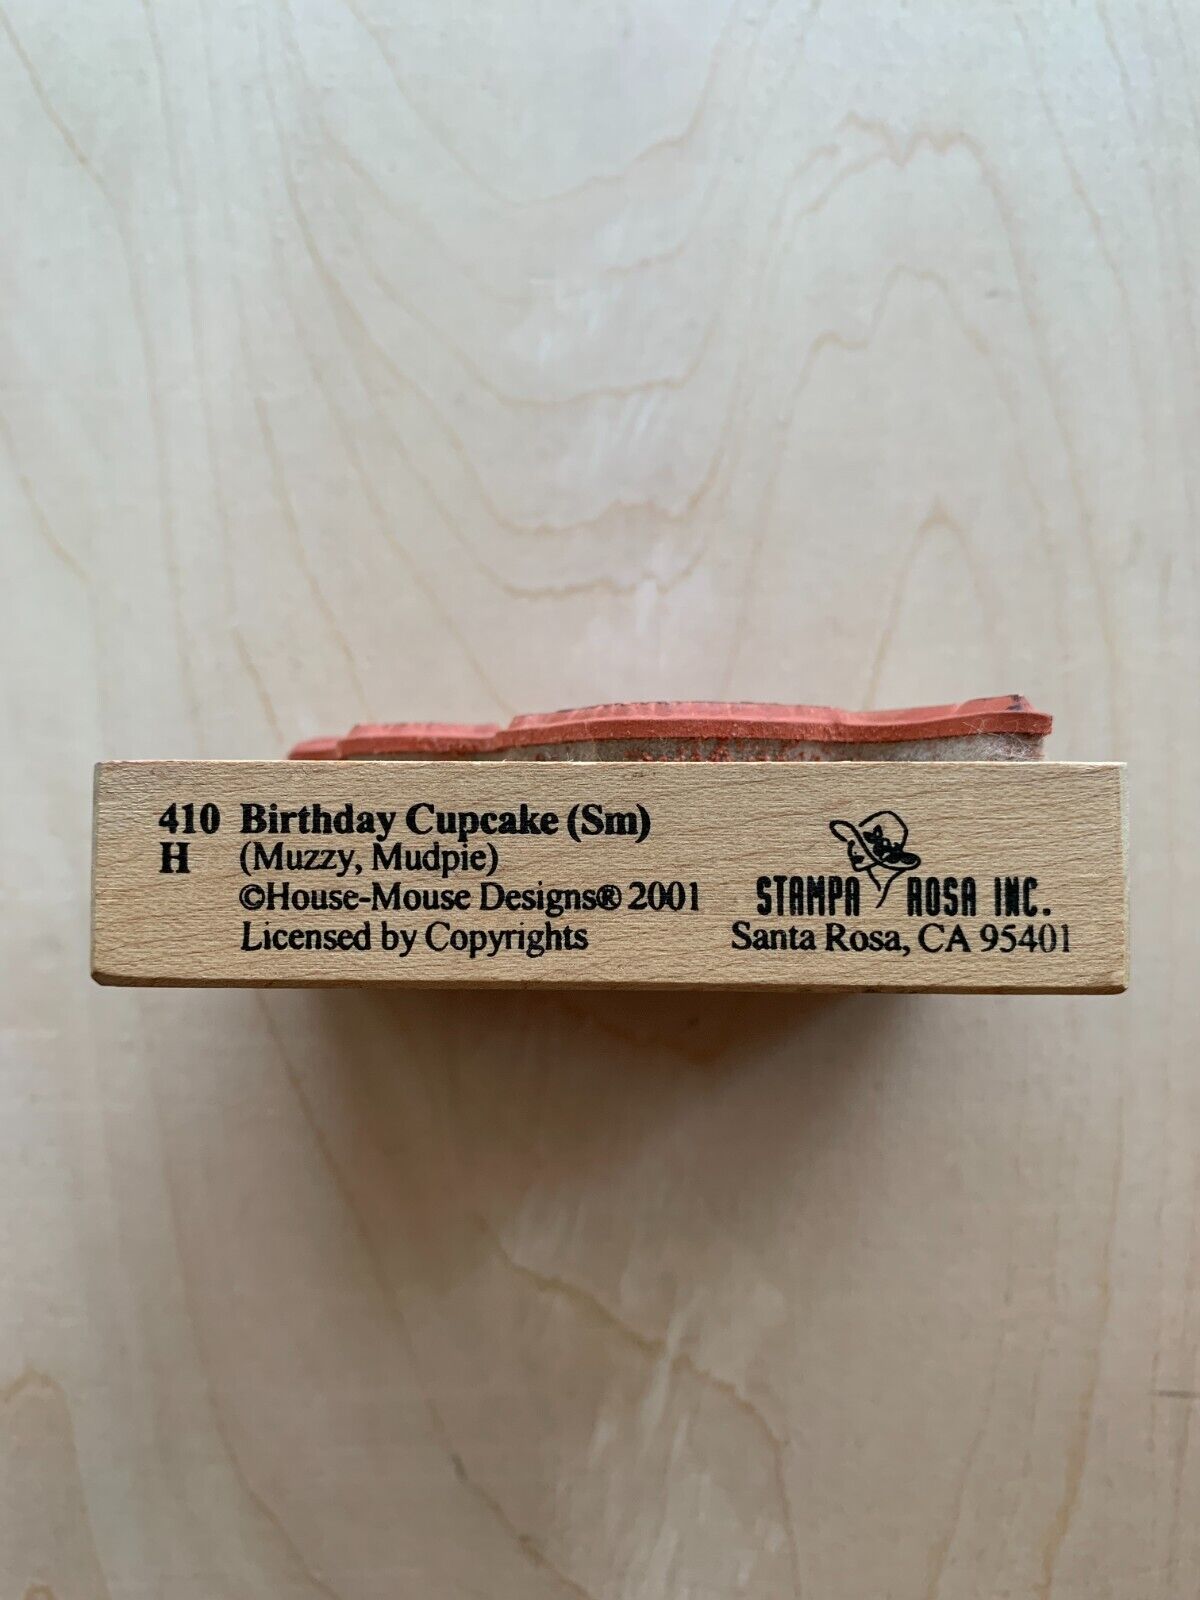 410 Birthday Cupcake (Sm)
H (Muzzy, Mudpie)
©House-Mouse Designs® 2001
Licensed by Copyrights
STAMPA ROSA INC.
Santa Rosa, CA 95401